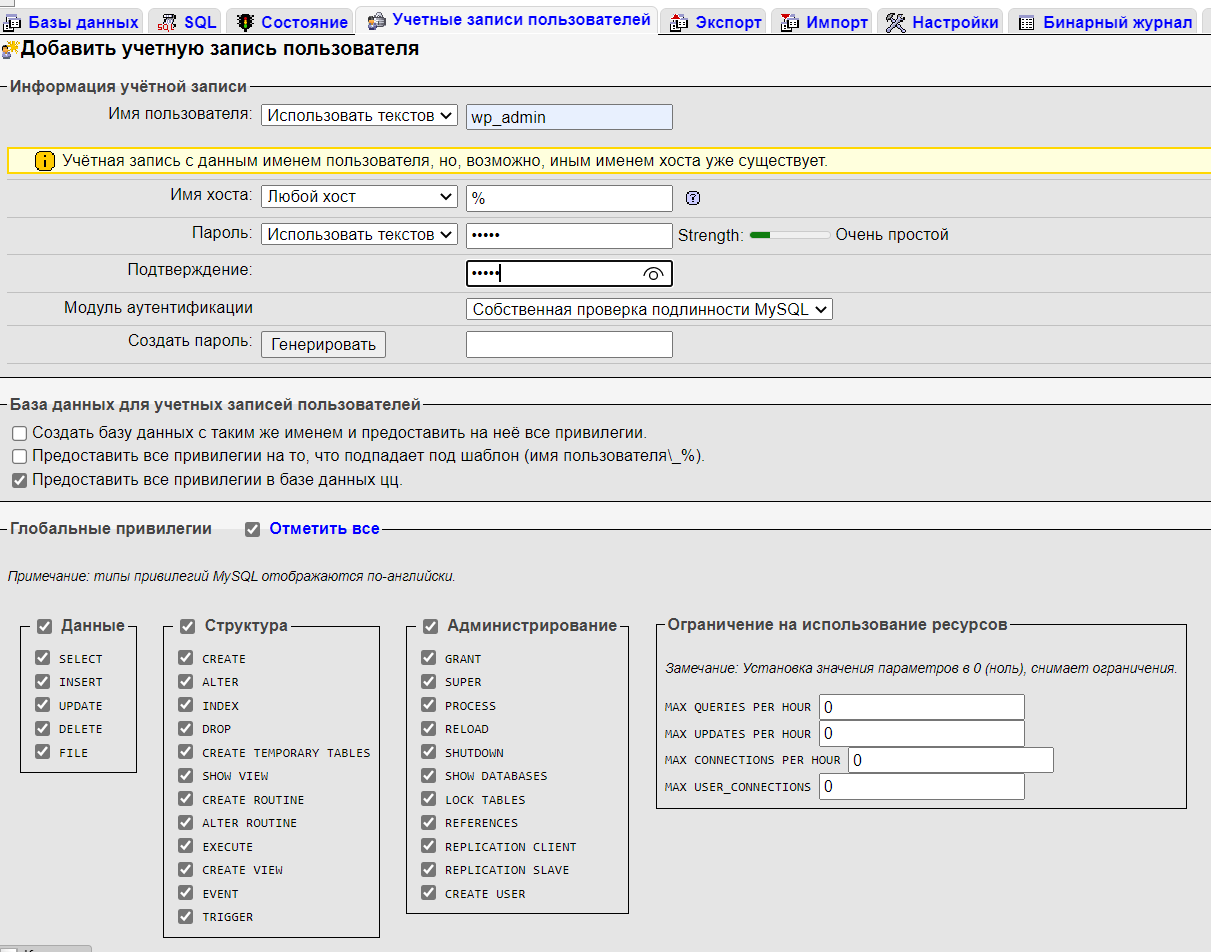 Базы данных SQL Состояние Учетные записи пользователей Экспорт Импорт Настройки Бинарный журнал
Добавить учетную запись пользователя
Информация учётной записи
Имя пользователя: Использовать текстов wp_admin
Учётная запись с данным именем пользователя, но, возможно, иным именем хоста уже существует.
Имя хоста: Любой хост %
Пароль: Использовать текстов ••••• Strength: Очень простой
Подтверждение: •••••
Модуль аутентификации Собственная проверка подлинности MySQL
Создать пароль: Генерировать
База данных для учетных записей пользователей
Создать базу данных с таким же именем и предоставить на неё все привилегии.
Предоставить все привилегии на то, что подпадает под шаблон (имя пользователя\_%).
Предоставить все привилегии в базе данных цц.
Глобальные привилегии Отметить все
Примечание: типы привилегий MySQL отображаются по-английски.
Данные
SELECT
INSERT
UPDATE
DELETE
FILE
Структура
CREATE
ALTER
INDEX
DROP
CREATE TEMPORARY TABLES
SHOW VIEW
CREATE ROUTINE
ALTER ROUTINE
EXECUTE
CREATE VIEW
EVENT
TRIGGER
Администрирование
GRANT
SUPER
PROCESS
RELOAD
SHUTDOWN
SHOW DATABASES
LOCK TABLES
REFERENCES
REPLICATION CLIENT
REPLICATION SLAVE
CREATE USER
Ограничение на использование ресурсов
Замечание: Установка значения параметров в 0 (ноль), снимает ограничения.
MAX QUERIES PER HOUR 0
MAX UPDATES PER HOUR 0
MAX CONNECTIONS PER HOUR 0
MAX USER_CONNECTIONS 0